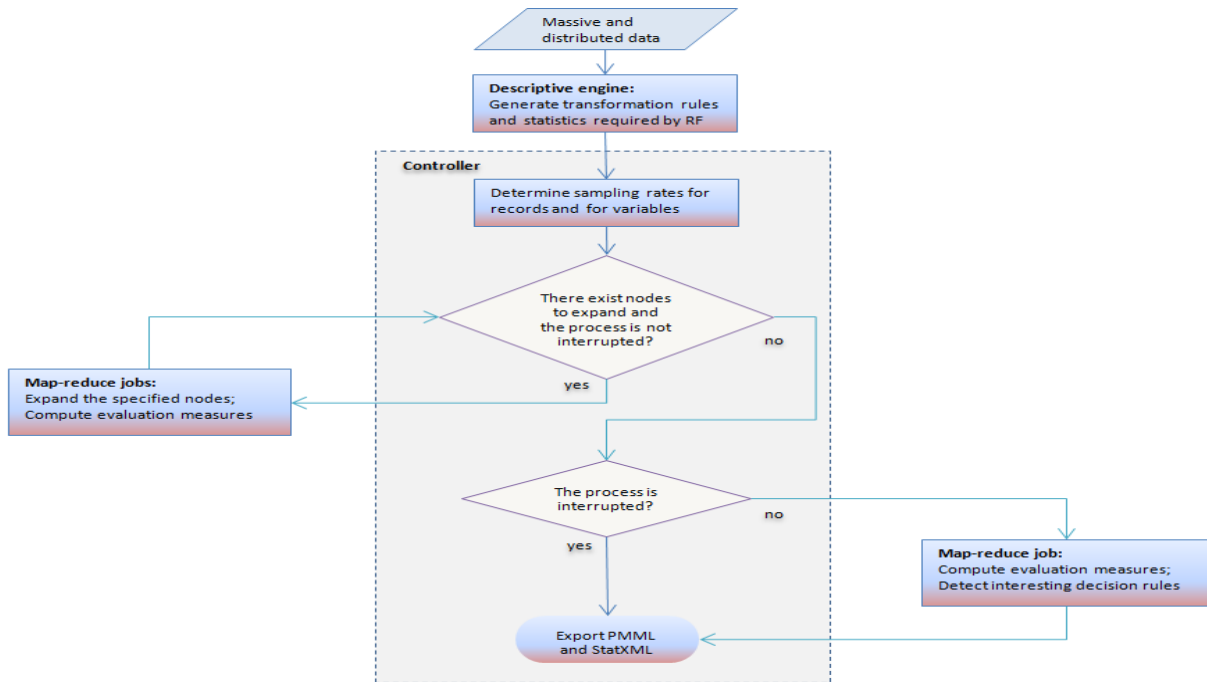 Massive and
distributed data
Descriptive engine:
Generate transformation rules
and statistics required by RF
Controller
Determine sampling rates for
records and for variables
There exist nodes
to expand and
the process is not
interrupted?
no
yes
Map-reduce jobs:
Expand the specified nodes;
Compute evaluation measures
The process is
interrupted?
no
yes
Map-reduce job:
Compute evaluation measures;
Detect interesting decision rules
Export PMML
and StatXML